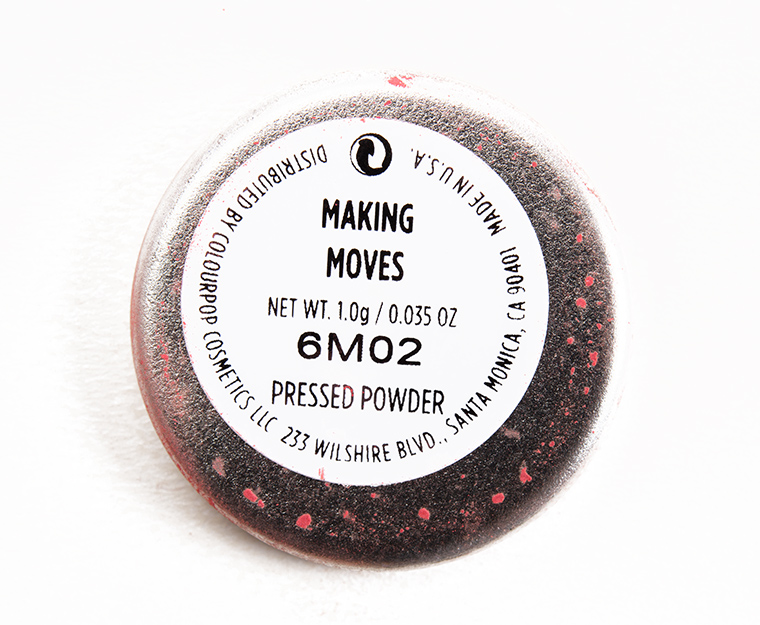 MAKING
MOVES
NET WT. 1.0g / 0.035 OZ
6M02
PRESSED POWDER
DISTRIBUTED BY COLOURPOP COSMETICS LLC 233 WILSHIRE BLVD., SANTA MONICA, CA 90401 MADE IN U.S.A.